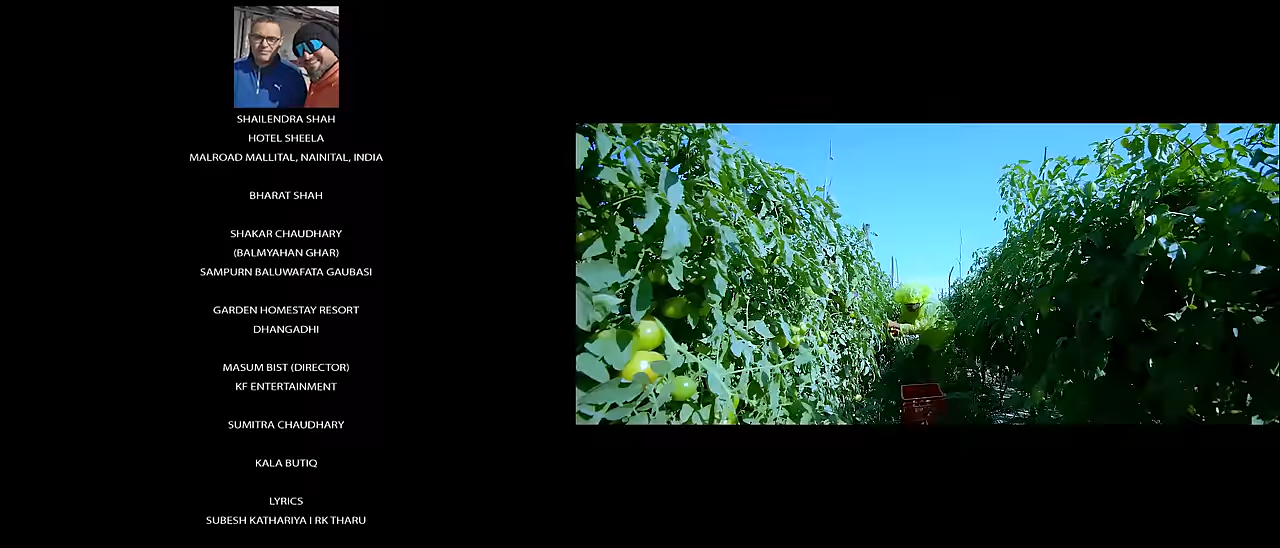 SHAILENDRA SHAH
HOTEL SHEELA
MALROAD MALLITAL, NAINITAL, INDIA
BHARAT SHAH
SHAKAR CHAUDHARY
(BALMYAHAN GHAR)
SAMPURN BALUWAFATA GAUBASI
GARDEN HOMESTAY RESORT
DHANGADHI
MASUM BIST (DIRECTOR)
KF ENTERTAINMENT
SUMITRA CHAUDHARY
KALA BUTIQ
LYRICS
SUBESH KATHARIYA I RK THARU